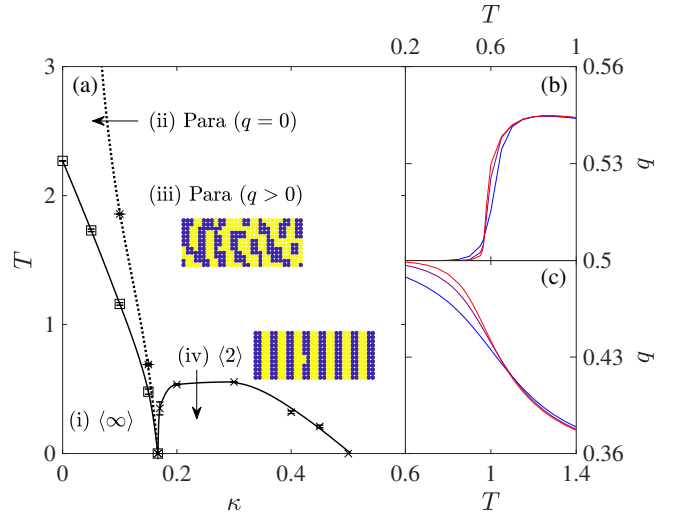 T
0.2 0.6 1
3
(a)
(b)
0.56
(ii) Para (q = 0)
2
(iii) Para (q > 0)
0.53
q
T
0.5
(c)
1
(iv) ⟨2⟩
0.43
q
(i) ⟨∞⟩
0
0.36
0 0.2 0.4 0.6 1 1.4
κ T